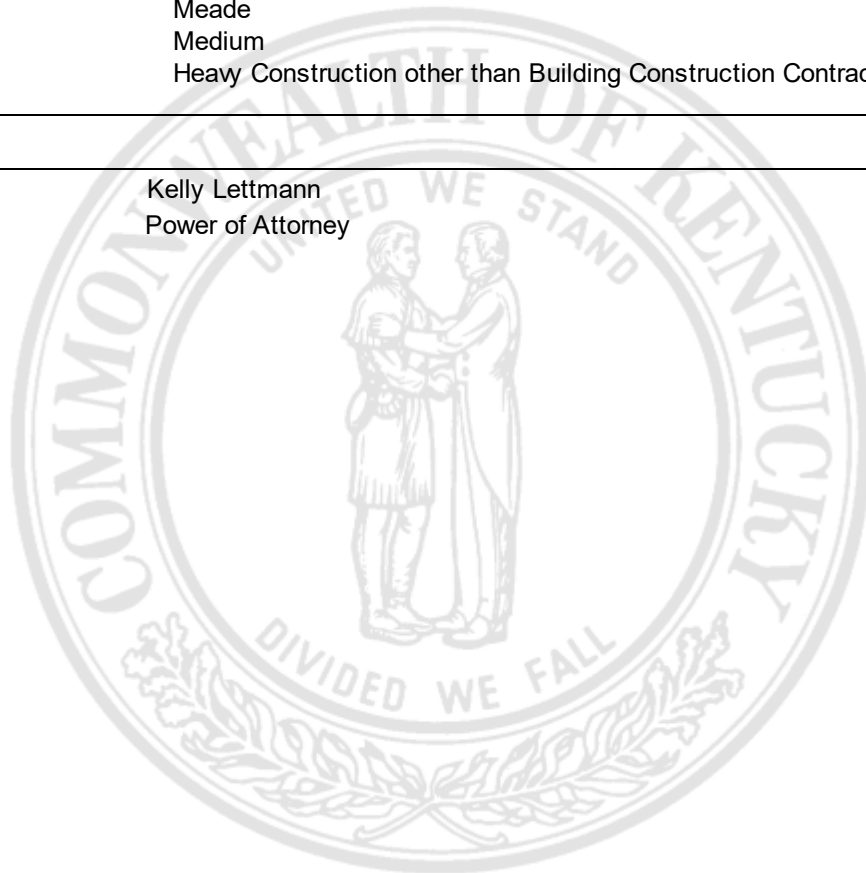 Meade
Medium
Heavy Construction other than Building Construction Contrac
Kelly Lettmann
Power of Attorney
COMMONWEALTH OF KENTUCKY
UNITED WE STAND
DIVIDED WE FALL